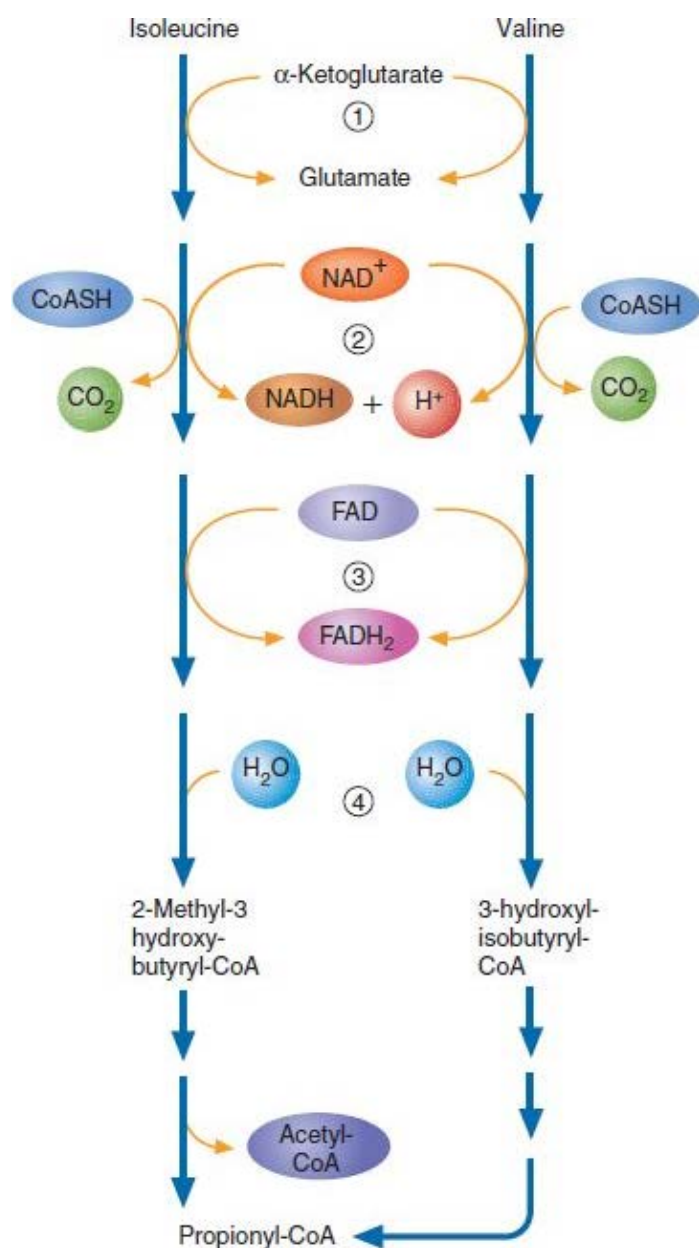 Isoleucine
Valine
α-Ketoglutarate
①
Glutamate
CoASH
NAD⁺
CoASH
②
CO₂
NADH + H⁺
CO₂
FAD
③
FADH₂
H₂O
H₂O
④
2-Methyl-3
hydroxy-
butyryl-CoA
3-hydroxyl-
isobutyryl-
CoA
Acetyl-
CoA
Propionyl-CoA